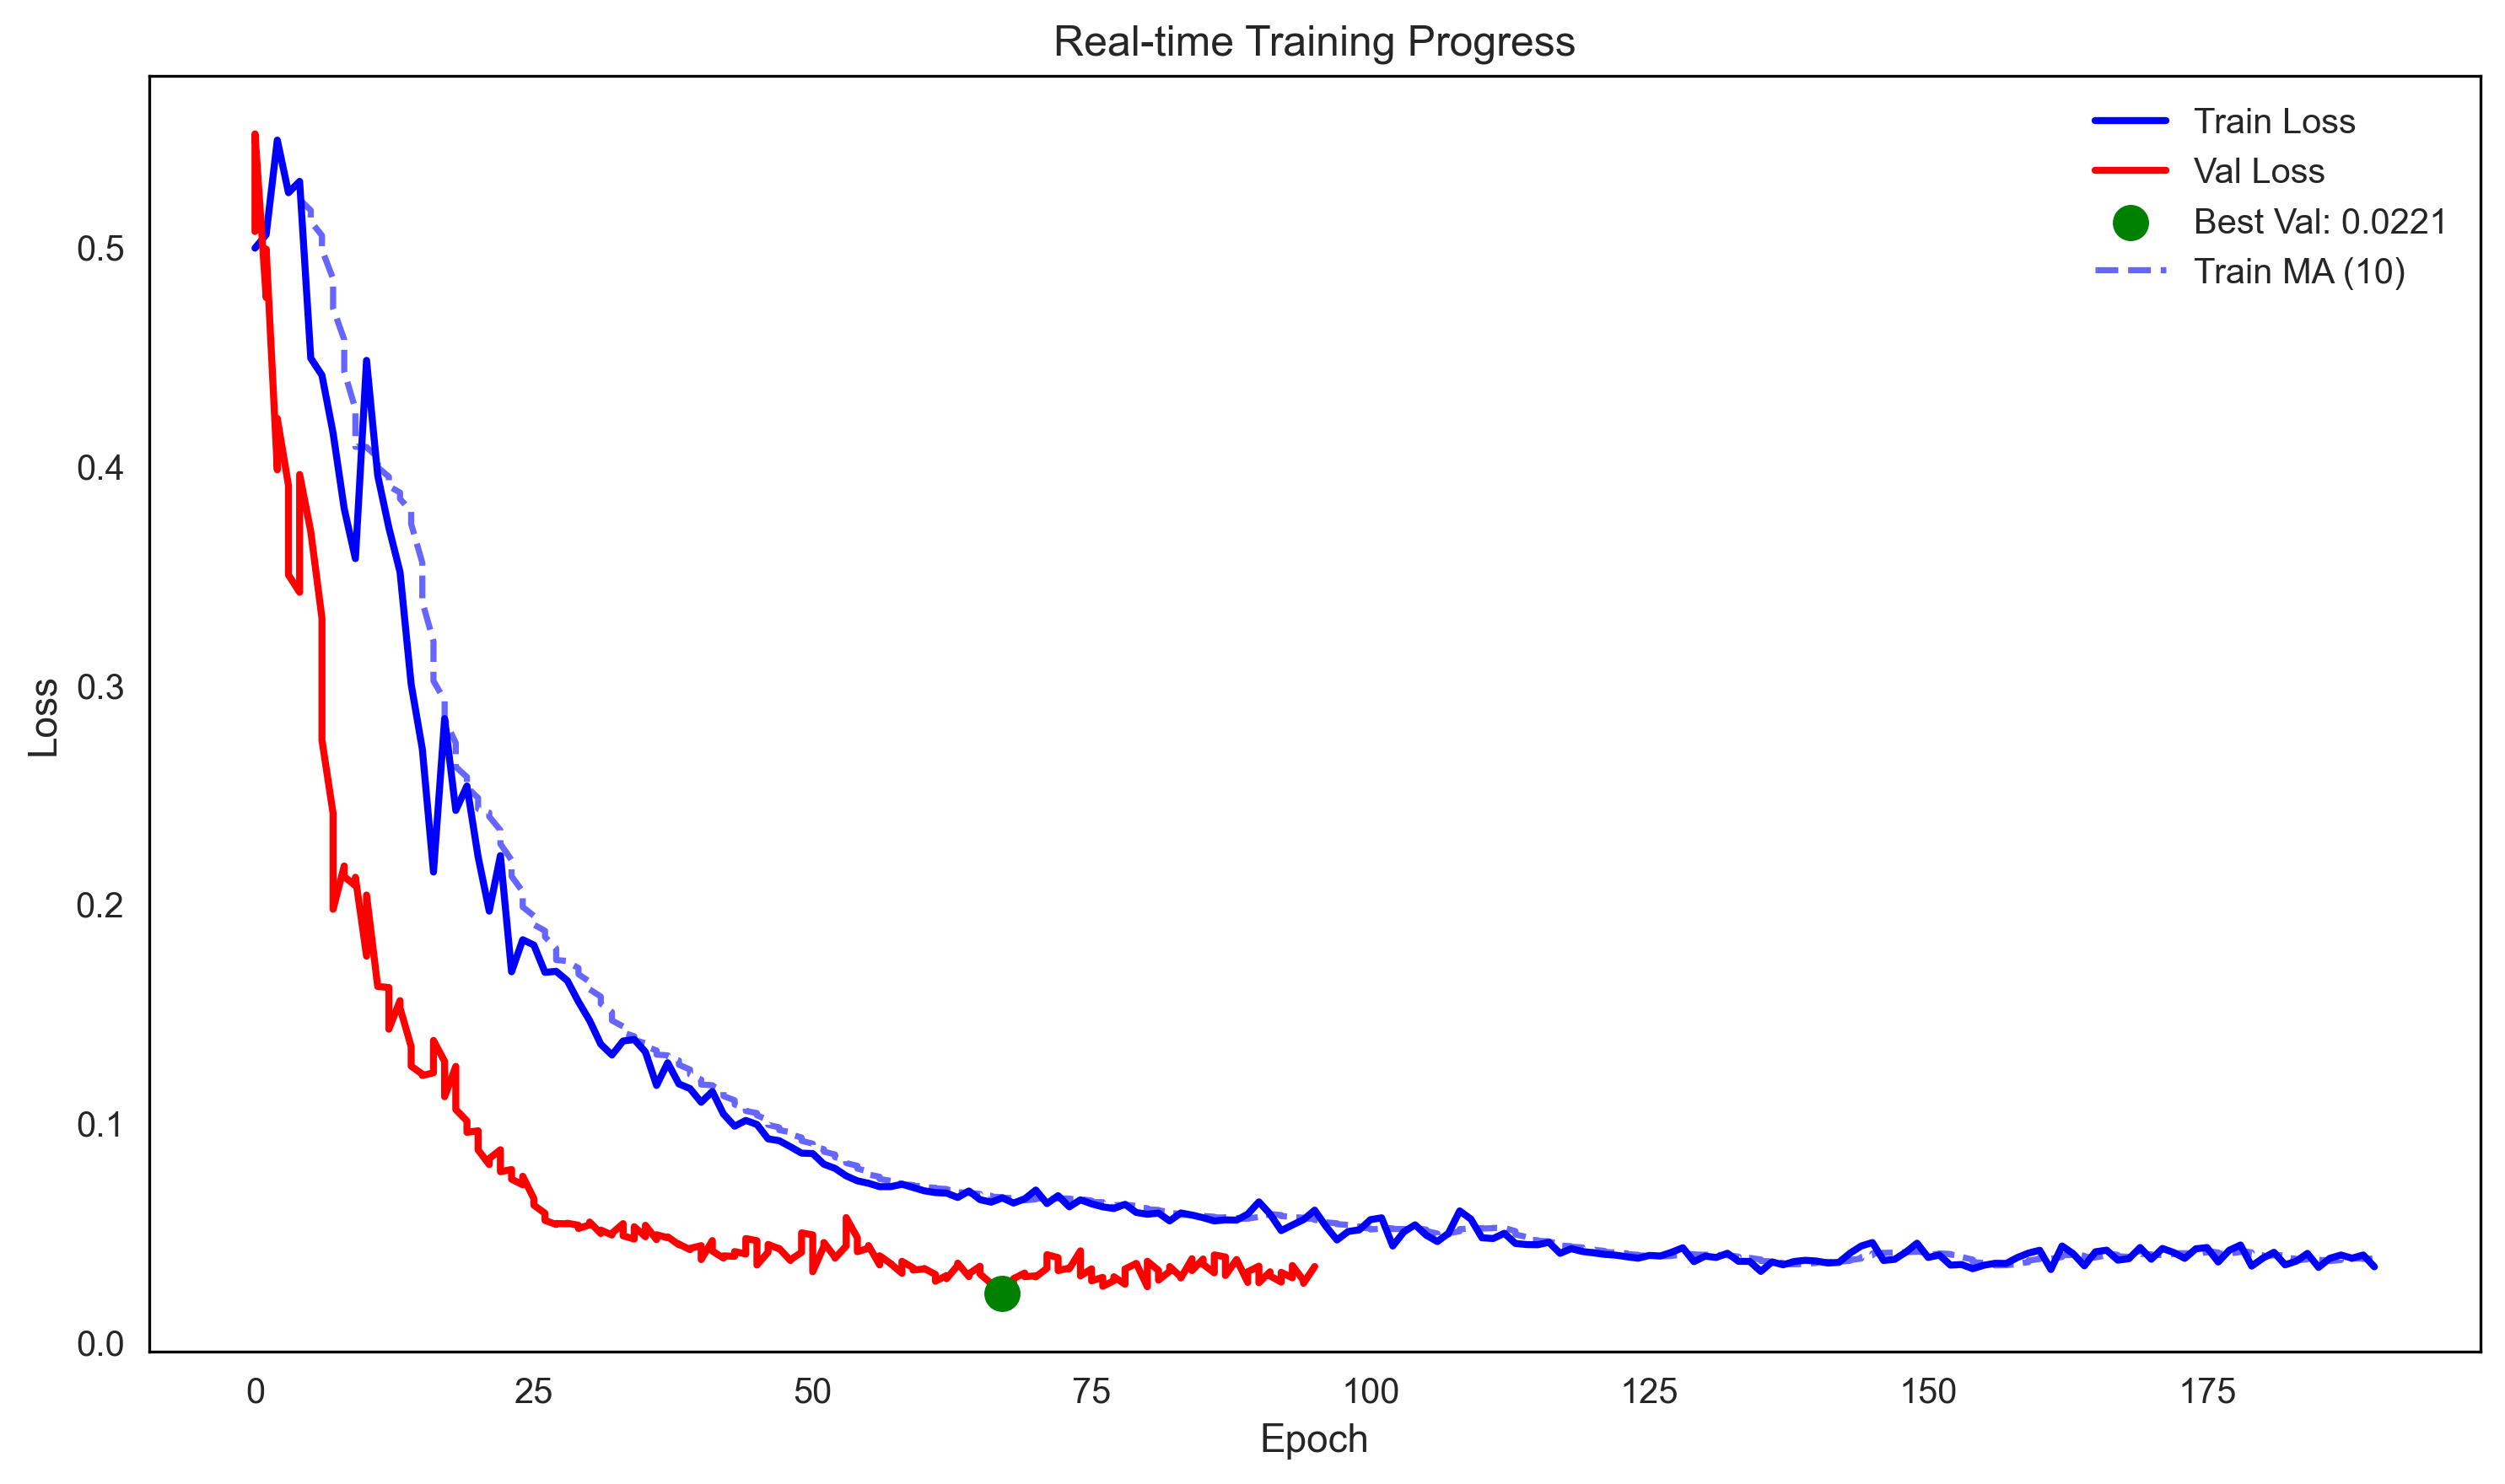 Real-time Training Progress
Train Loss
Val Loss
Best Val: 0.0221
Train MA (10)
0.5
0.4
0.3
0.2
0.1
0.0
Loss
0 25 50 75 100 125 150 175
Epoch